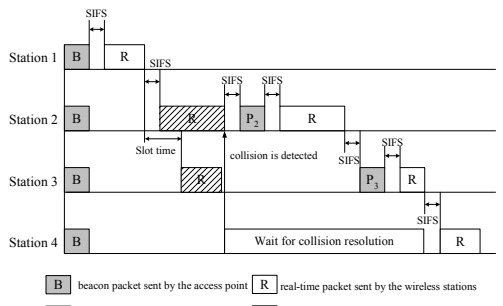 SIFS
Station 1 B R
SIFS
SIFS SIFS
Station 2 B R P2 R
Slot time
collision is detected
SIFS SIFS
Station 3 B R P3 R
SIFS
Station 4 B Wait for collision resolution R
B beacon packet sent by the access point R real-time packet sent by the wireless stations